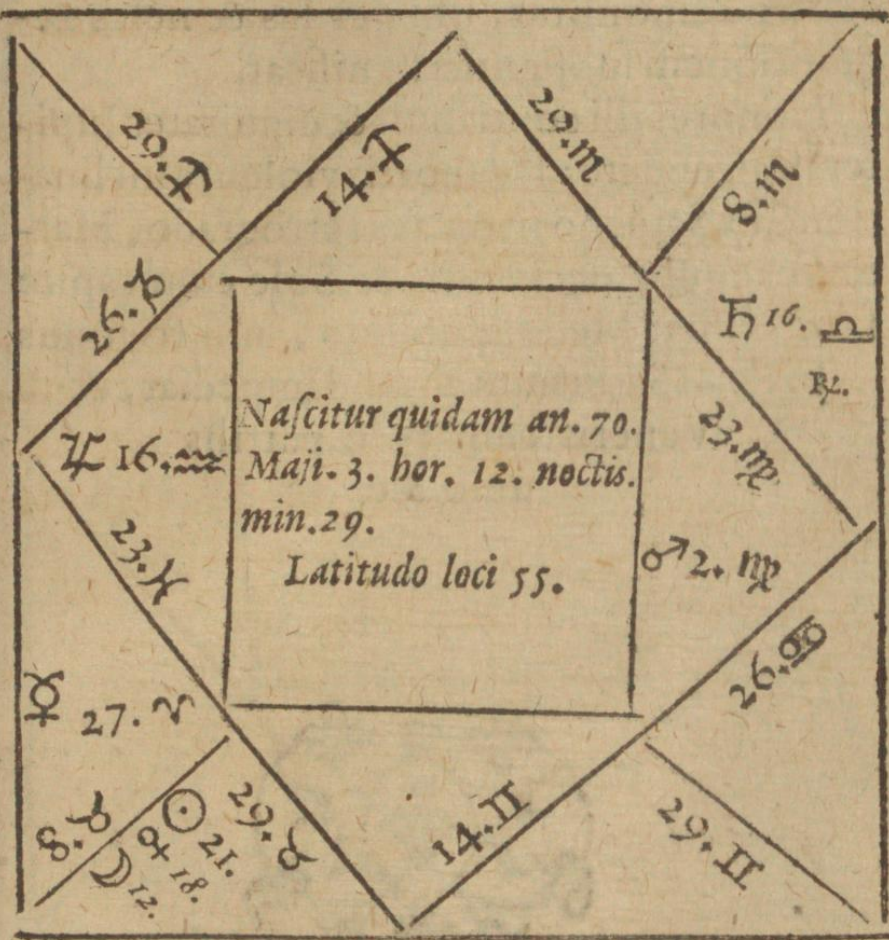 29.♐
14.♐
29.♏
8.♏
26.♑
♄ 16. ♎
℞.
♃ 16.♒
Naſcitur quidam an. 70.
Maji. 3. hor. 12. noctis.
min. 29.
Latitudo loci 55.
23.♍
♂ 2. ♍
23.♓
26.♋
☿ 27. ♈
8.♉
☉ 21.
♀ 18.
☽ 12.
29.♉
14.♊
29.♊